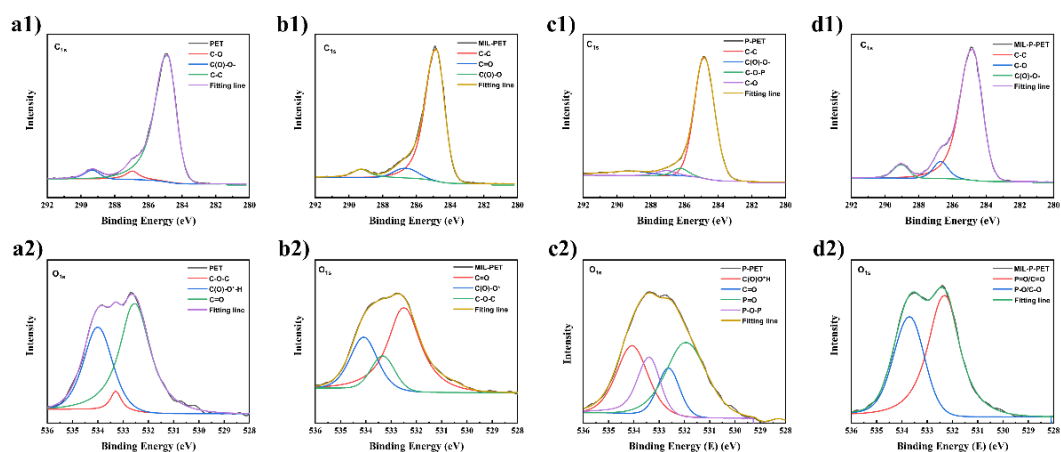 a1)
C1s
PET
C-O
C(O)-O-
C-C
Fitting line
Intensity
292 290 288 286 284 282 280
Binding Energy (eV)
b1)
C1s
MIL-PET
C-C
C=O
C(O)-O
Fitting line
Intensity
292 290 288 286 284 282 280
Binding Energy (eV)
c1)
C1s
P-PET
C-C
C(O)-O-
C-O-P
C-O
Fitting line
Intensity
292 290 288 286 284 282 280
Binding Energy (eV)
d1)
C1s
MIL-P-PET
C-C
C-O
C(O)-O-
Fitting line
Intensity
292 290 288 286 284 282 280
Binding Energy (eV)
a2)
O1s
PET
C-O-C
C(O)-O*-H
C=O
Fitting line
Intensity
536 535 534 533 532 531 530 529 528
Binding Energy (eV)
b2)
O1s
MIL-PET
C=O
C(O)-O*
C-O-C
Fitting line
Intensity
536 535 534 533 532 531 530 529 528
Binding Energy (eV)
c2)
O1s
P-PET
C(O)O*H
C=O
P=O
P-O-P
Fitting line
Intensity
536 535 534 533 532 531 530 529 528
Binding Energy (E) (eV)
d2)
O1s
MIL-P-PET
P=O/C=O
P-O/C-O
Fitting line
Intensity
536 535 534 533 532 531 530 529 528
Binding Energy (E) (eV)